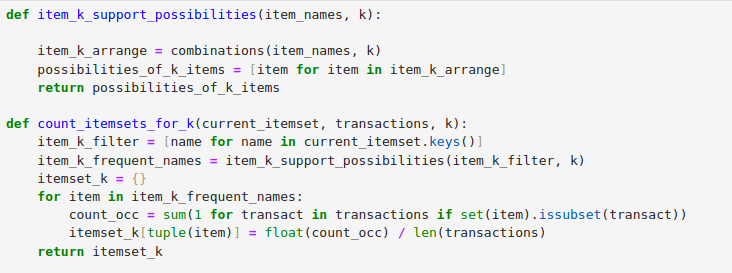 def item_k_support_possibilities(item_names, k):

    item_k_arrange = combinations(item_names, k)
    possibilities_of_k_items = [item for item in item_k_arrange]
    return possibilities_of_k_items

def count_itemsets_for_k(current_itemset, transactions, k):
    item_k_filter = [name for name in current_itemset.keys()]
    item_k_frequent_names = item_k_support_possibilities(item_k_filter, k)
    itemset_k = {}
    for item in item_k_frequent_names:
        count_occ = sum(1 for transact in transactions if set(item).issubset(transact))
        itemset_k[tuple(item)] = float(count_occ) / len(transactions)
    return itemset_k